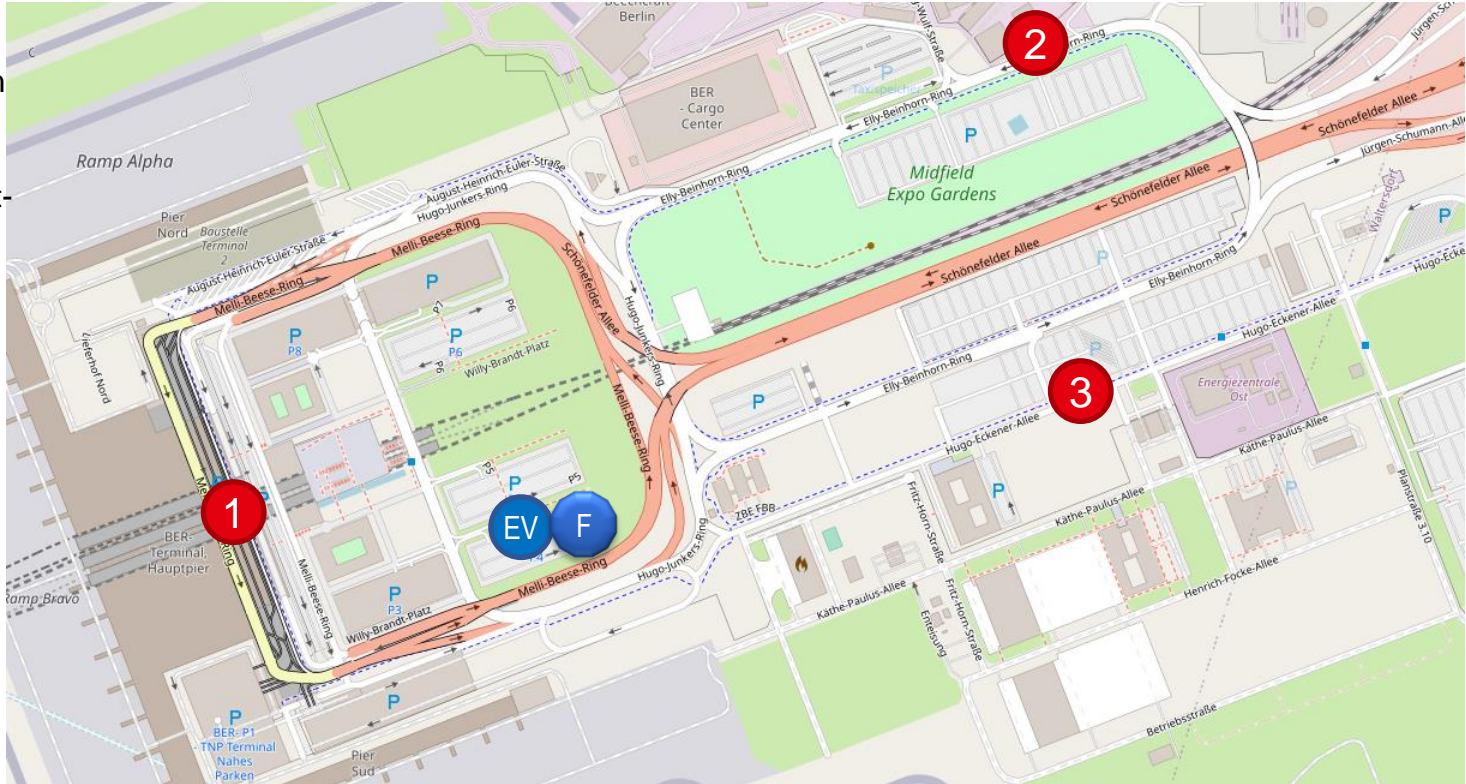 Beechcraft
Berlin
C
n
t-
2
Taxispeicher
P
BER
- Cargo
Center
Elly-Beinhorn-Ring
Schönefelder Allee
Jürgen-Schumann-Allee
Ramp Alpha
August-Heinrich-Euler-Straße
Hugo-Junkers-Ring
Elly-Beinhorn-Ring
P
Midfield
Expo Gardens
Schönefelder Allee
Waltersdorf
P
Pier
Nord
Baustelle
Terminal
2
August-Heinrich-Euler-Straße
Melli-Beese-Ring
Melli-Beese-Ring
Schönefelder Allee
Schönefelder Allee
P
Elly-Beinhorn-Ring
P
P7
P6
P
P6
P6
Willy-Brandt-Platz
P
P8
Hugo-Junkers-Ring
Hugo-Eckener-Allee
Lieferhof Nord
Elly-Beinhorn-Ring
P
3
Energiezentrale
Ost
Melli-Beese-Ring
P
Hugo-Eckener-Allee
Käthe-Paulus-Allee
P5
P
P5
1
P
EV
F
P4
ZBE FBB
P
P
Fritz-Horn-Straße
Käthe-Paulus-Allee
Planstraße 3.10
BER-
Terminal,
Hauptpier
Melli-Beese-Ring
Melli-Beese-Ring
Hugo-Junkers-Ring
Henrich-Focke-Allee
Ramp Bravo
P
P3
Willy-Brandt-Platz
Käthe-Paulus-Allee
Enteisung
Fritz-Horn-Straße
P
P
BER- P1
- TNP Terminal
Nahes
Parken
Pier
Sud
Betriebsstraße